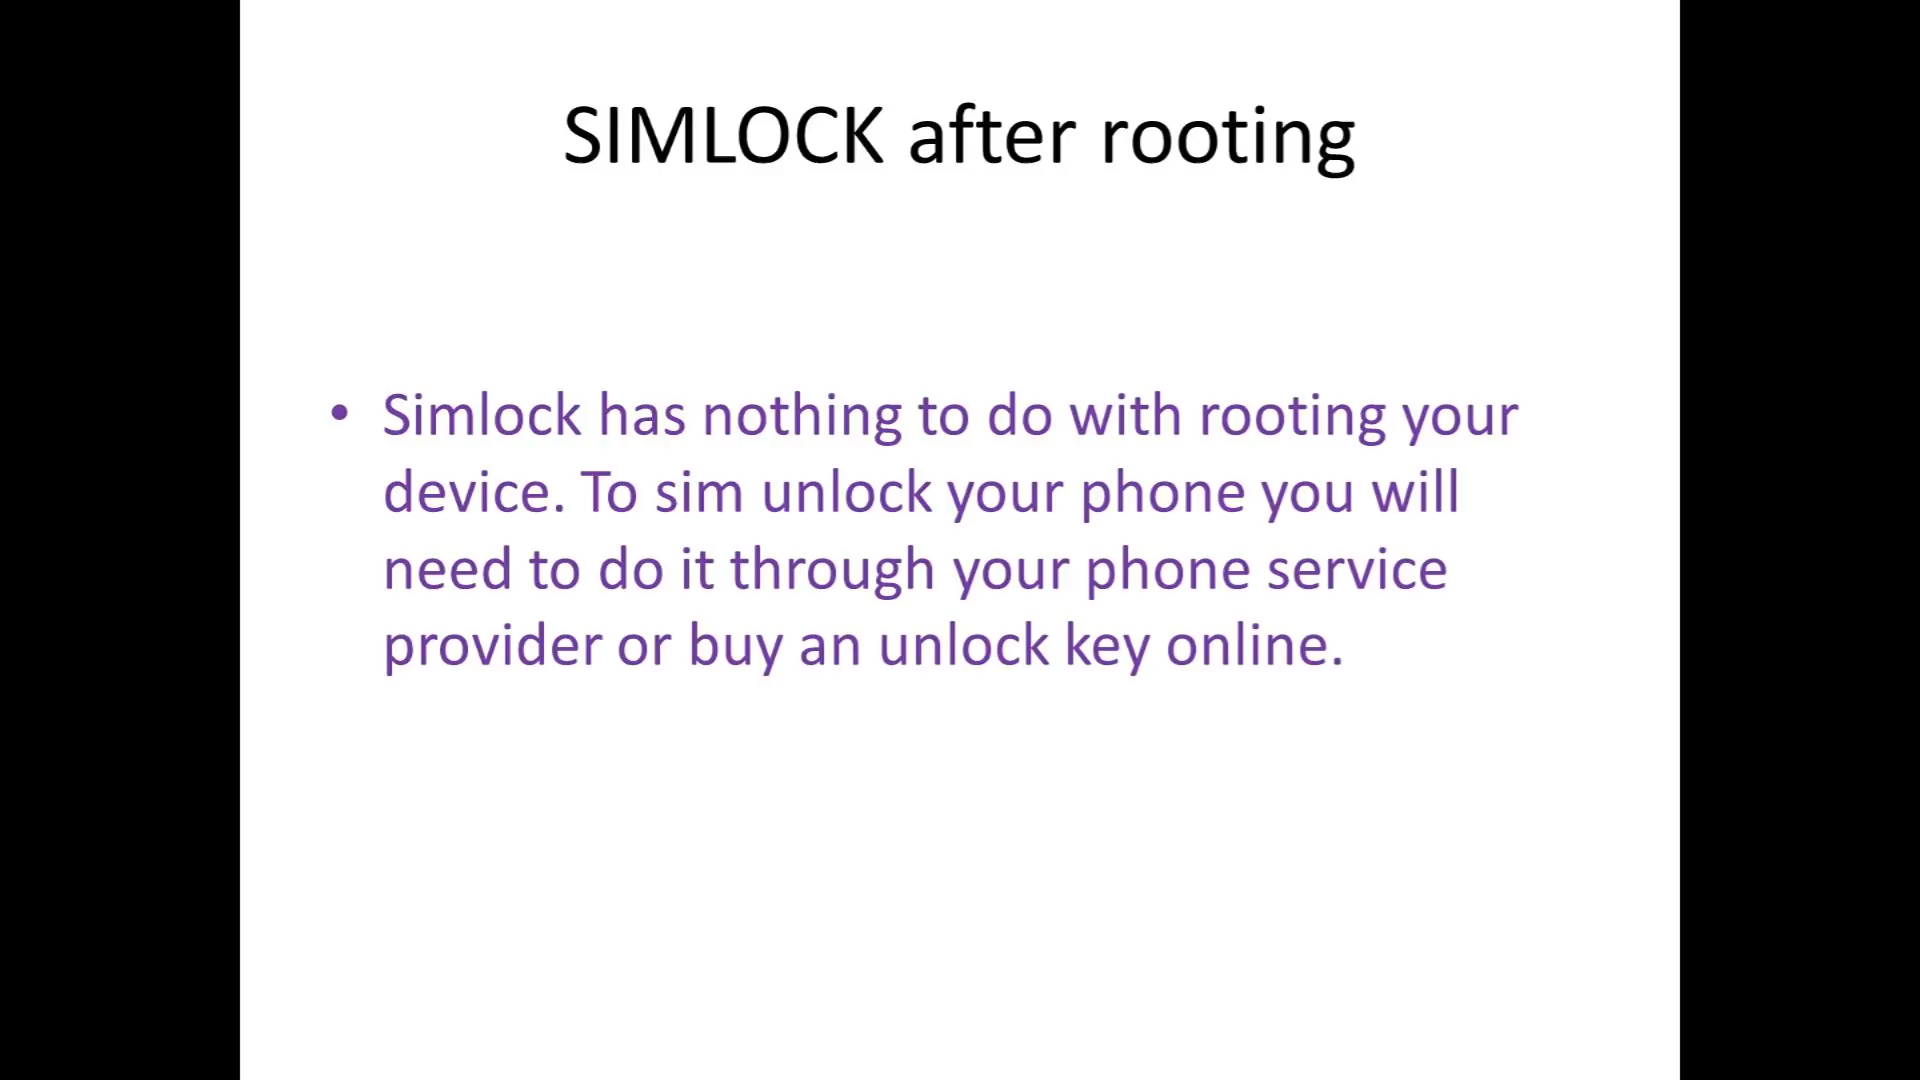 SIMLOCK after rooting
• Simlock has nothing to do with rooting your
device. To sim unlock your phone you will
need to do it through your phone service
provider or buy an unlock key online.